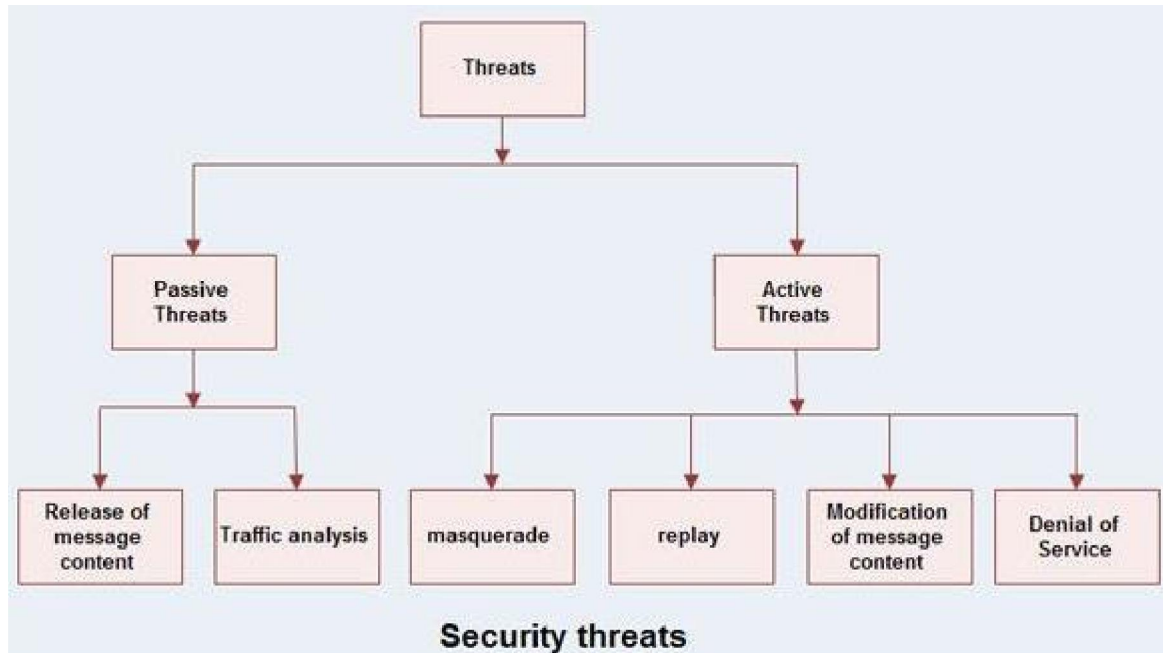 Threats
Passive
Threats
Active
Threats
Release of
message
content
Traffic analysis
masquerade
replay
Modification
of message
content
Denial of
Service
Security threats